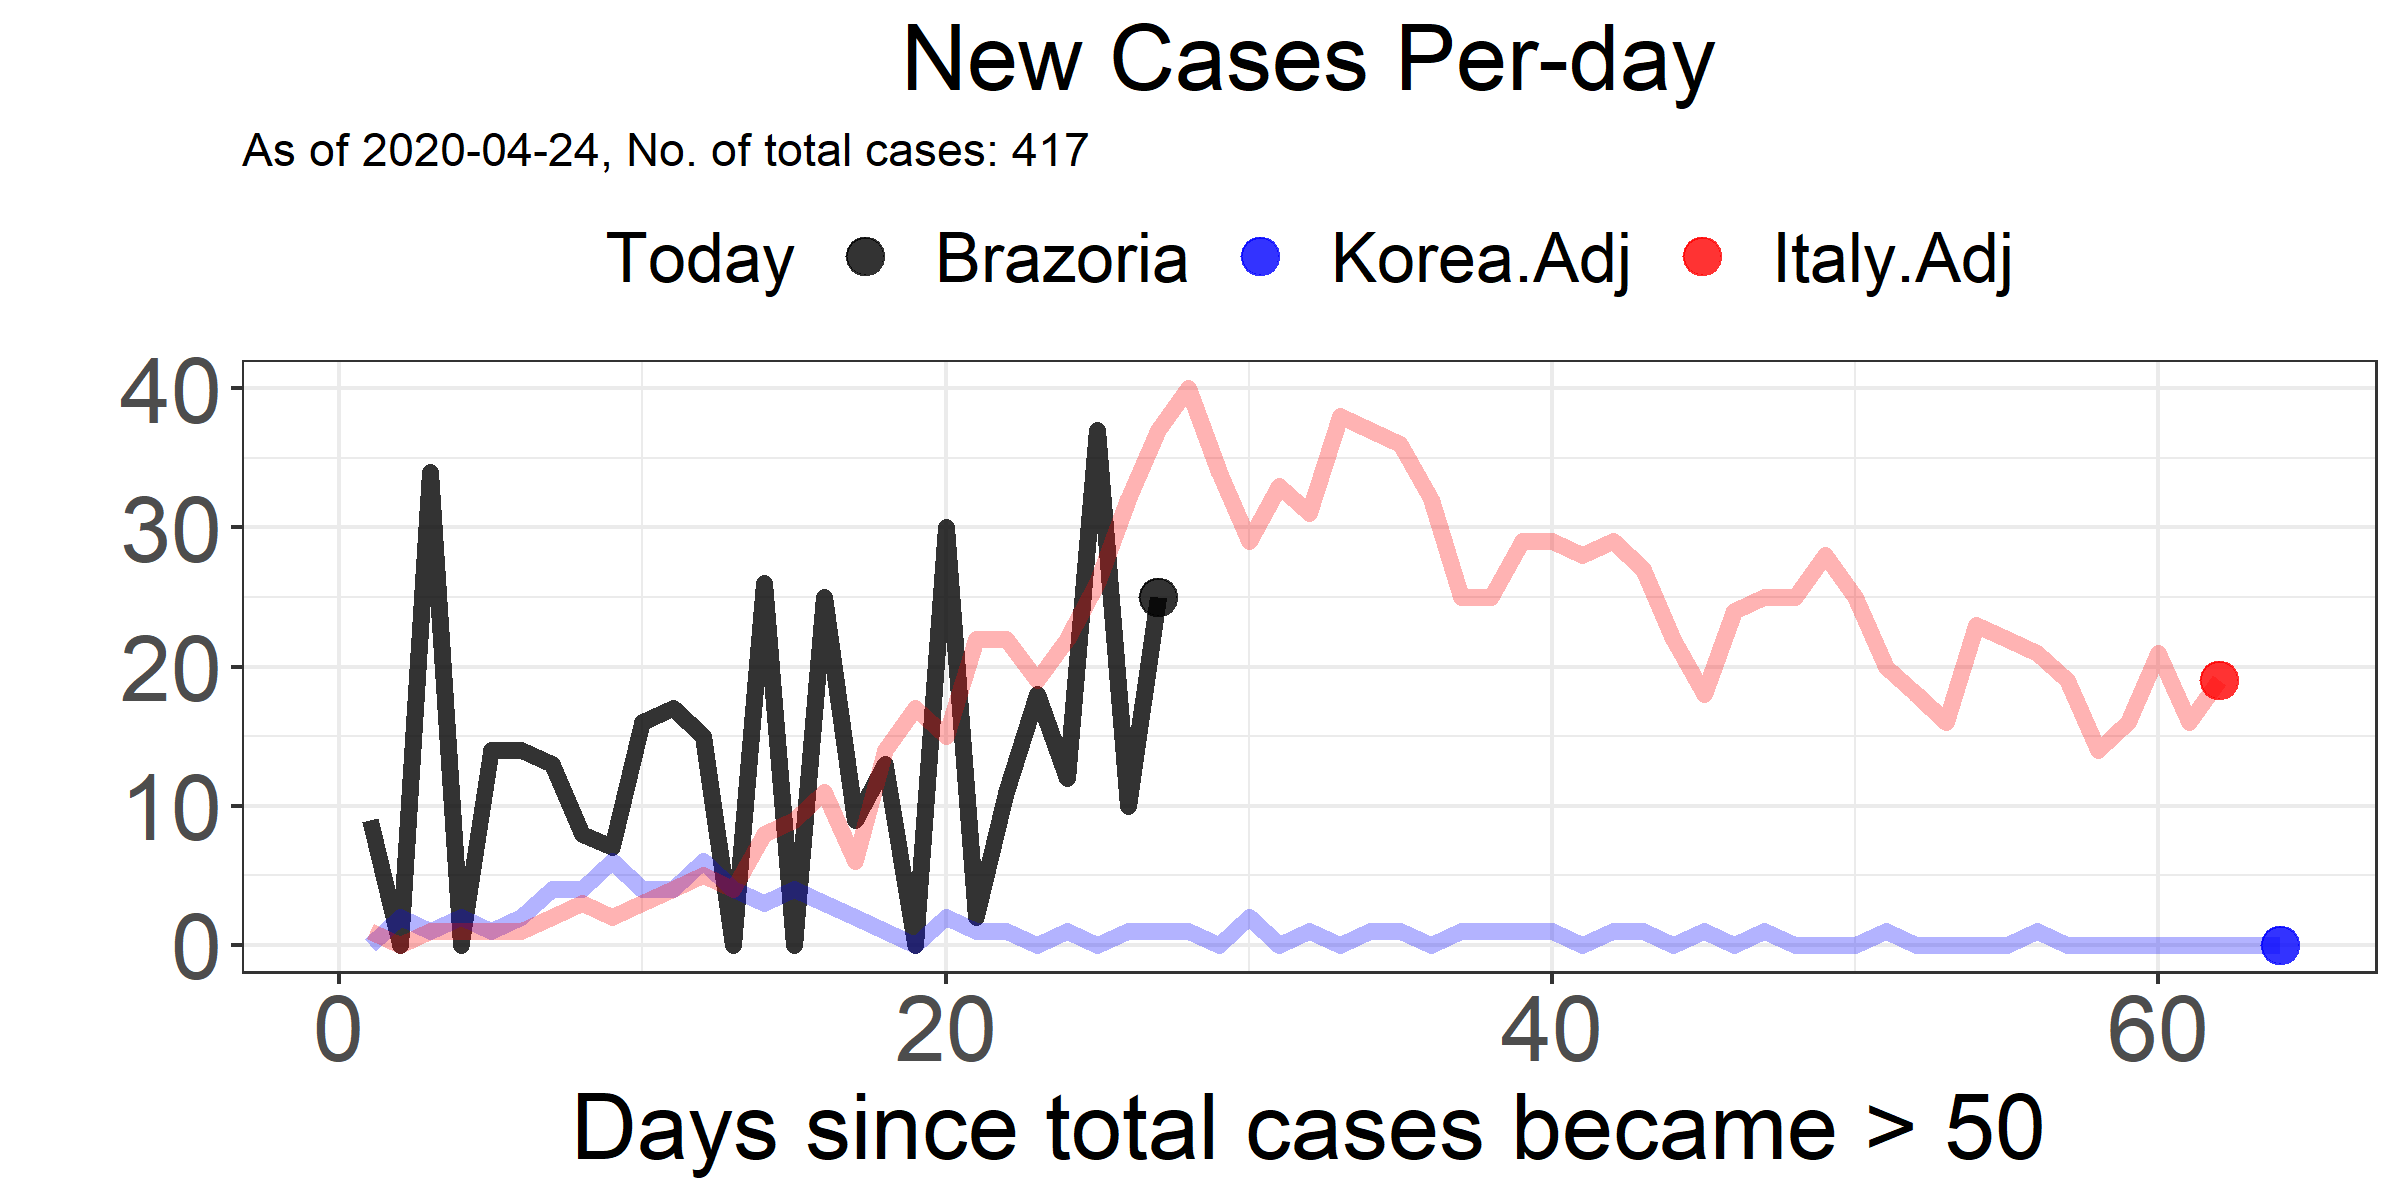 New Cases Per-day
As of 2020-04-24, No. of total cases: 417
Today Brazoria Korea.Adj Italy.Adj
40
30
20
10
0
0 20 40 60
Days since total cases became > 50